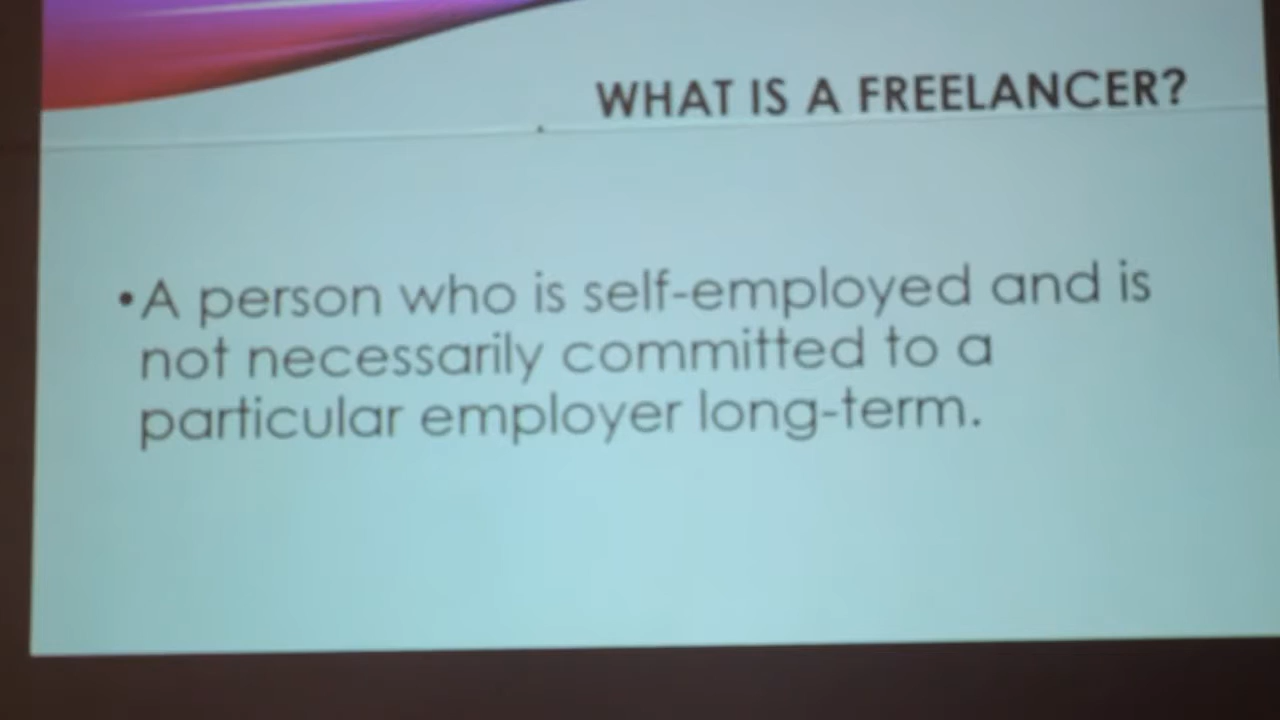 WHAT IS A FREELANCER?
•A person who is self-employed and is
not necessarily committed to a
particular employer long-term.